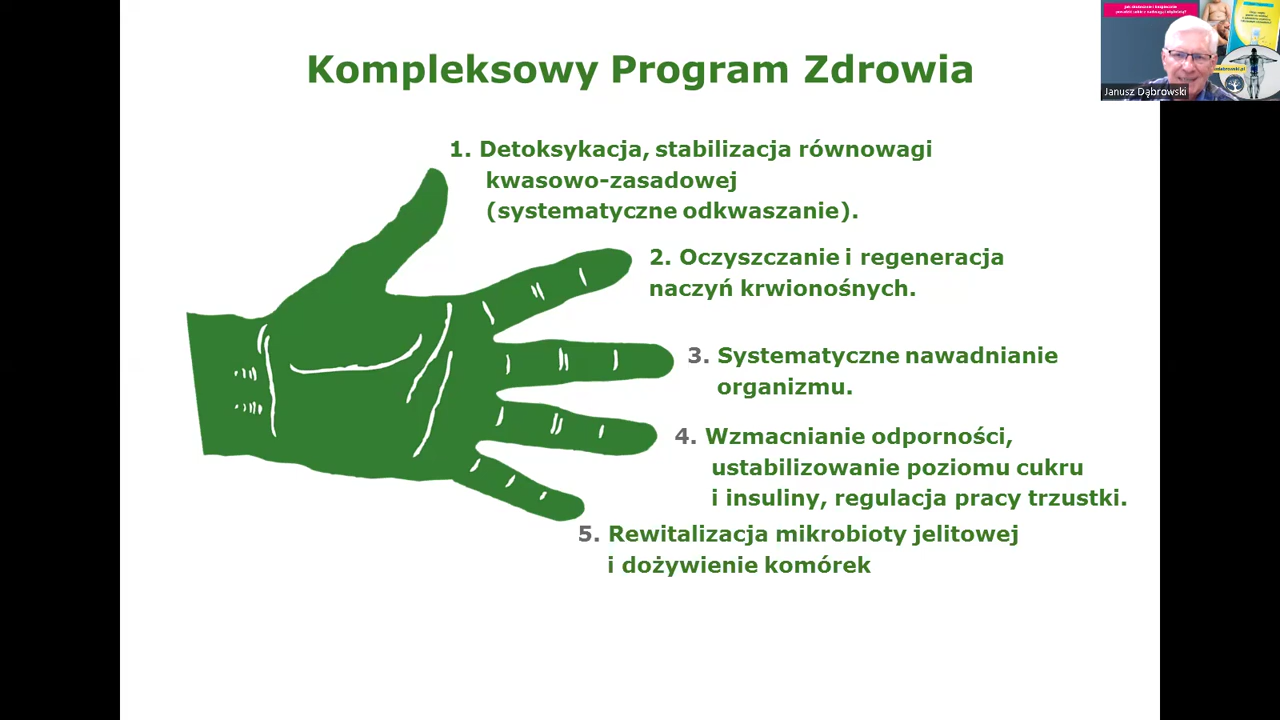 Kompleksowy Program Zdrowia
1. Detoksykacja, stabilizacja równowagi
kwasowo-zasadowej
(systematyczne odkwaszanie).
2. Oczyszczanie i regeneracja
naczyń krwionośnych.
3. Systematyczne nawadnianie
organizmu.
4. Wzmacnianie odporności,
ustabilizowanie poziomu cukru
i insuliny, regulacja pracy trzustki.
5. Rewitalizacja mikrobioty jelitowej
i dożywienie komórek
Janusz Dąbrowski